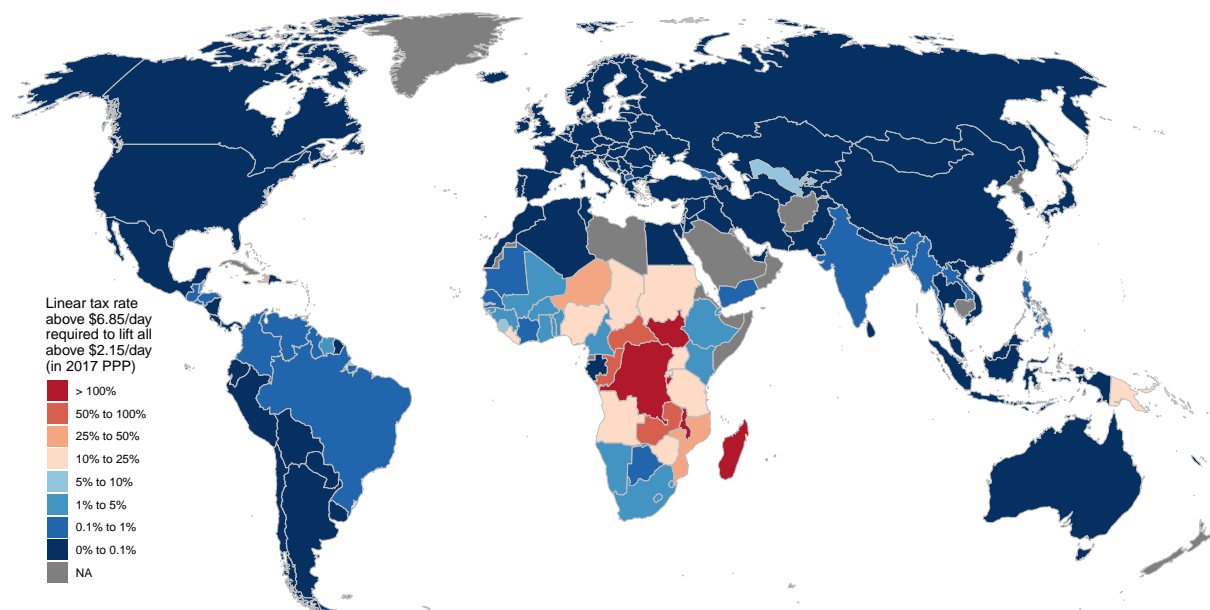 Linear tax rate
above $6.85/day
required to lift all
above $2.15/day
(in 2017 PPP)
> 100%
50% to 100%
25% to 50%
10% to 25%
5% to 10%
1% to 5%
0.1% to 1%
0% to 0.1%
NA